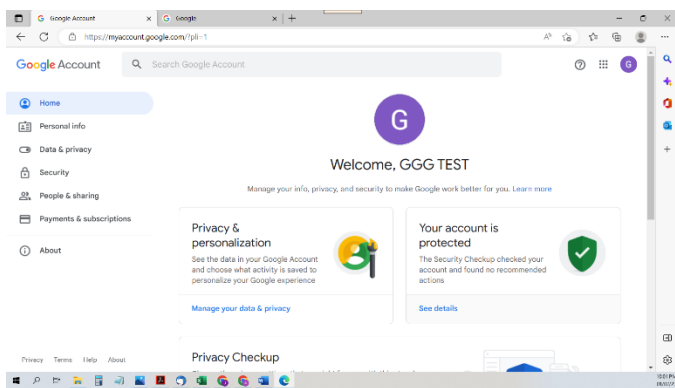 Google Account
Google
https://myaccount.google.com/?pli=1
Google Account
Search Google Account
G
Home
Personal info
Data & privacy
Security
People & sharing
Payments & subscriptions
About
G
Welcome, GGG TEST
Manage your info, privacy, and security to make Google work better for you. Learn more
Privacy &
personalization
See the data in your Google Account
and choose what activity is saved to
personalize your Google experience
Manage your data & privacy
Your account is
protected
The Security Checkup checked your
account and found no recommended
actions
See details
Privacy Checkup
Privacy Terms Help About